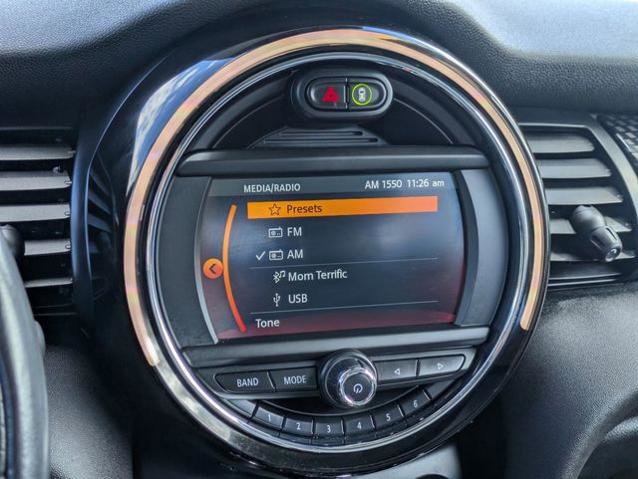 MEDIA/RADIO AM 1550 11:26 am
Presets
FM
AM
Mom Terrific
USB
Tone
BAND MODE
1 2 3 4 5 6